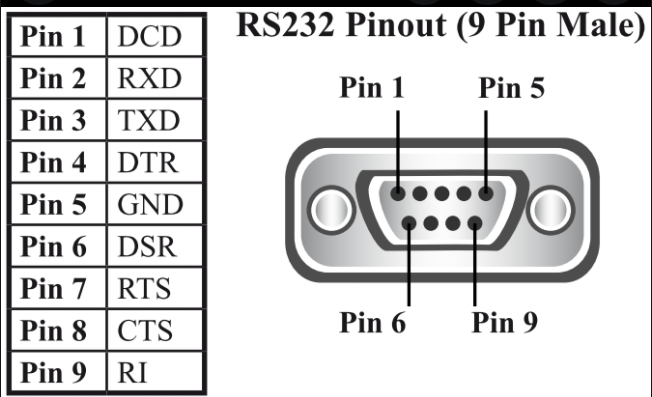 RS232 Pinout (9 Pin Male)
Pin 1 DCD
Pin 2 RXD
Pin 3 TXD
Pin 4 DTR
Pin 5 GND
Pin 6 DSR
Pin 7 RTS
Pin 8 CTS
Pin 9 RI
Pin 1 Pin 5
Pin 6 Pin 9